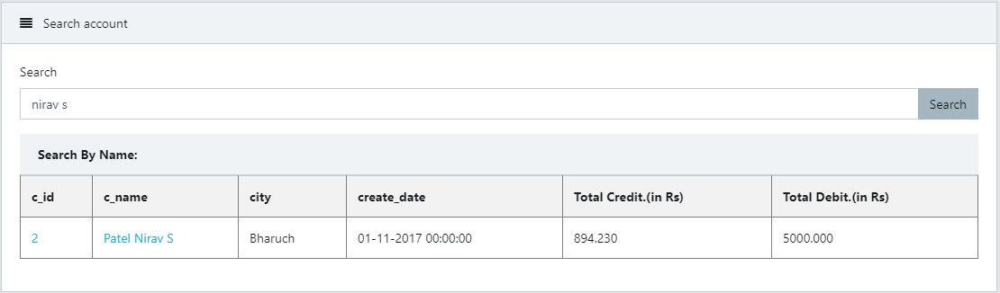 Search account
Search
nirav s Search
Search By Name:
c_id c_name city create_date Total Credit.(in Rs) Total Debit.(in Rs)
2 Patel Nirav S Bharuch 01-11-2017 00:00:00 894.230 5000.000